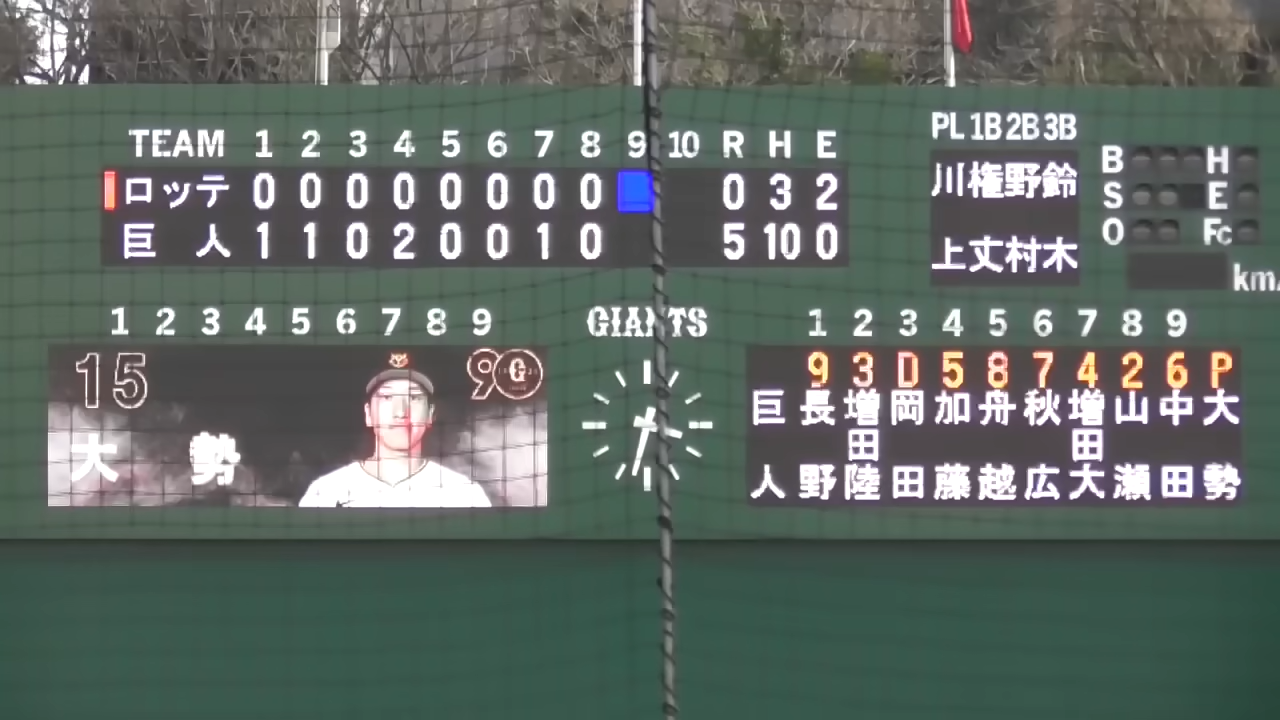 TEAM 1 2 3 4 5 6 7 8 9 10 R H E
ロッテ 0 0 0 0 0 0 0 0 0 3 2
巨人 1 1 0 2 0 0 1 0 5 10 0
PL 1B 2B 3B
川上 権丈 野村 鈴木
B H
S E
O Fc
km/
1 2 3 4 5 6 7 8 9
15
90
G
大勢
GIANTS
1 2 3 4 5 6 7 8 9
9 3 D 5 8 7 4 2 6 P
巨人 長野 増田陸 岡田 加藤 舟越 秋広 増田大 山瀬 中田 大勢